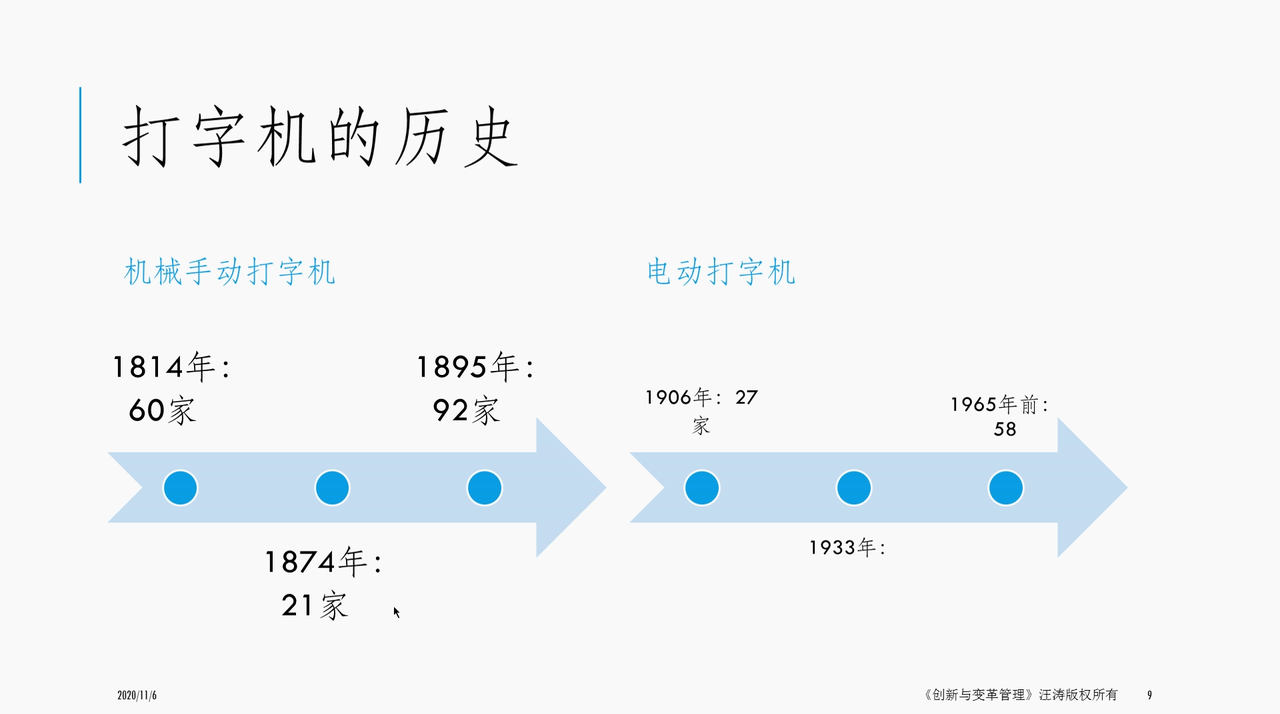 打字机的历史
机械手动打字机
1814年：
60家
1895年：
92家
1874年：
21家
电动打字机
1906年：27
家
1965年前：
58
1933年：
2020/11/6
《创新与变革管理》汪涛版权所有
9